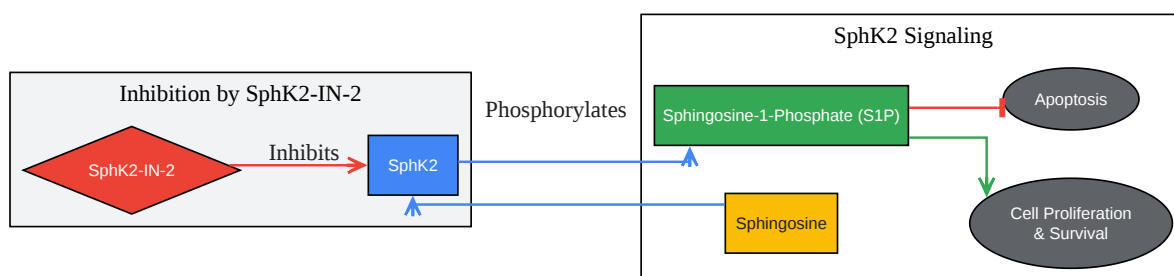 SphK2 Signaling
Inhibition by SphK2-IN-2
Phosphorylates
Sphingosine-1-Phosphate (S1P)
Apoptosis
Inhibits
SphK2-IN-2
SphK2
Sphingosine
Cell Proliferation
& Survival